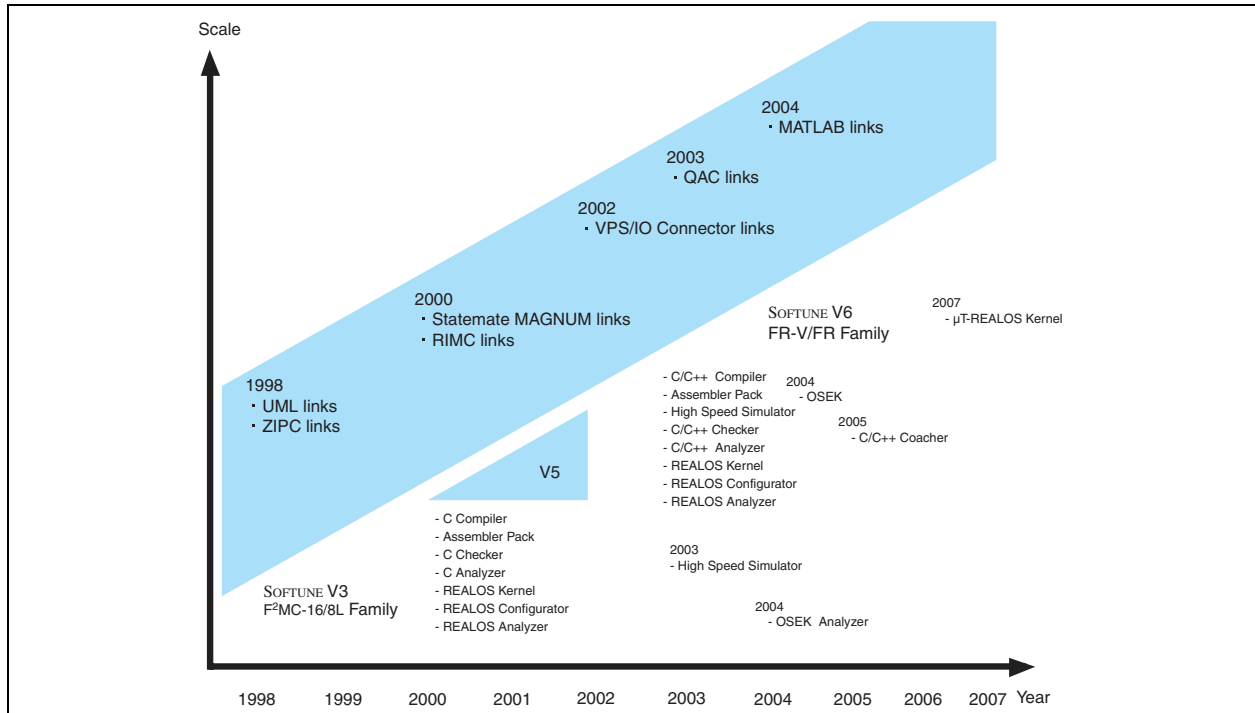 Scale
2004
· MATLAB links
2003
· QAC links
2002
· VPS/IO Connector links
2000
· Statemate MAGNUM links
· RIMC links
1998
· UML links
· ZIPC links
SOFTUNE V6
FR-V/FR Family
2007
- µT-REALOS Kernel
- C/C++ Compiler
- Assembler Pack
- High Speed Simulator
- C/C++ Checker
- C/C++ Analyzer
- REALOS Kernel
- REALOS Configurator
- REALOS Analyzer
2004
- OSEK
2005
- C/C++ Coacher
V5
- C Compiler
- Assembler Pack
- C Checker
- C Analyzer
- REALOS Kernel
- REALOS Configurator
- REALOS Analyzer
2003
- High Speed Simulator
2004
- OSEK Analyzer
SOFTUNE V3
F²MC-16/8L Family
1998 1999 2000 2001 2002 2003 2004 2005 2006 2007 Year